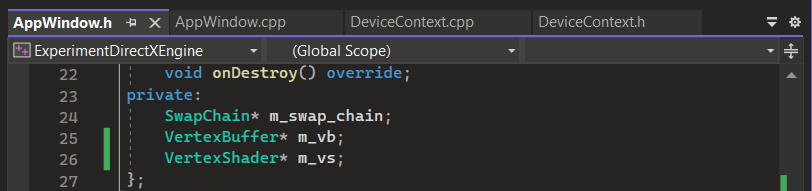 AppWindow.h AppWindow.cpp DeviceContext.cpp DeviceContext.h
ExperimentDirectXEngine (Global Scope)
22 void onDestroy() override;
23 private:
24 SwapChain* m_swap_chain;
25 VertexBuffer* m_vb;
26 VertexShader* m_vs;
27 };